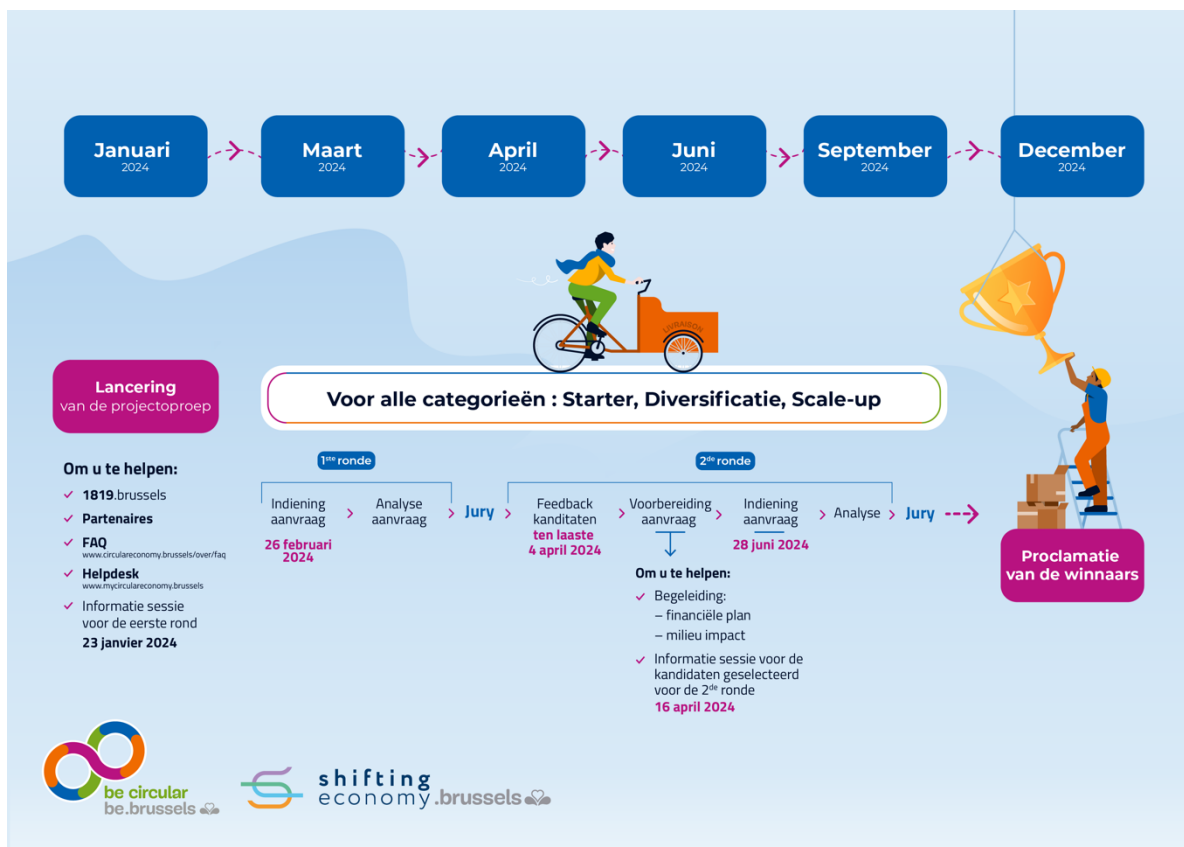 Januari
2024
Maart
2024
April
2024
Juni
2024
September
2024
December
2024
LIVRAISON
Lancering
van de projectoproep
Voor alle categorieën : Starter, Diversificatie, Scale-up
Om u te helpen:
1819.brussels
Partenaires
FAQ
www.circulareconomy.brussels/over/faq
Helpdesk
www.mycirculareconomy.brussels
Informatie sessie
voor de eerste rond
23 janvier 2024
1ste ronde
Indiening
aanvraag
26 februari
2024
Analyse
aanvraag
Jury
2de ronde
Feedback
kanditaten
ten laaste
4 april 2024
Voorbereiding
aanvraag
Om u te helpen:
Begeleiding:
– financiële plan
– milieu impact
Informatie sessie voor de
kandidaten geselecteerd
voor de 2de ronde
16 april 2024
Indiening
aanvraag
28 juni 2024
Analyse
Jury
Proclamatie
van de winnaars
be circular
be.brussels
shifting
economy.brussels